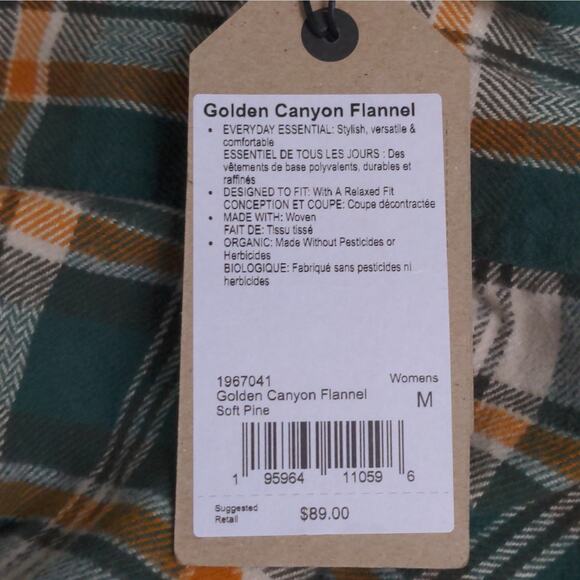 Golden Canyon Flannel
• EVERYDAY ESSENTIAL: Stylish, versatile &
comfortable
ESSENTIEL DE TOUS LES JOURS : Des
vêtements de base polyvalents, durables et
raffinés
• DESIGNED TO FIT: With A Relaxed Fit
CONCEPTION ET COUPE: Coupe décontractée
• MADE WITH: Woven
FAIT DE: Tissu tissé
• ORGANIC: Made Without Pesticides or
Herbicides
BIOLOGIQUE: Fabriqué sans pesticides ni
herbicides
1967041 Womens
Golden Canyon Flannel M
Soft Pine
1 95964 11059 6
Suggested
Retail $89.00